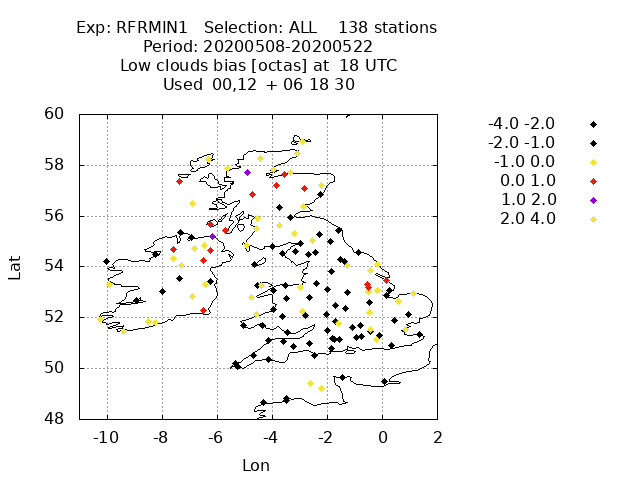 Exp: RFRMIN1 Selection: ALL 138 stations
Period: 20200508-20200522
Low clouds bias [octas] at 18 UTC
Used 00,12 + 06 18 30
-4.0 -2.0
-2.0 -1.0
-1.0 0.0
0.0 1.0
1.0 2.0
2.0 4.0
60
58
56
54
52
50
48
Lat
-10 -8 -6 -4 -2 0 2
Lon